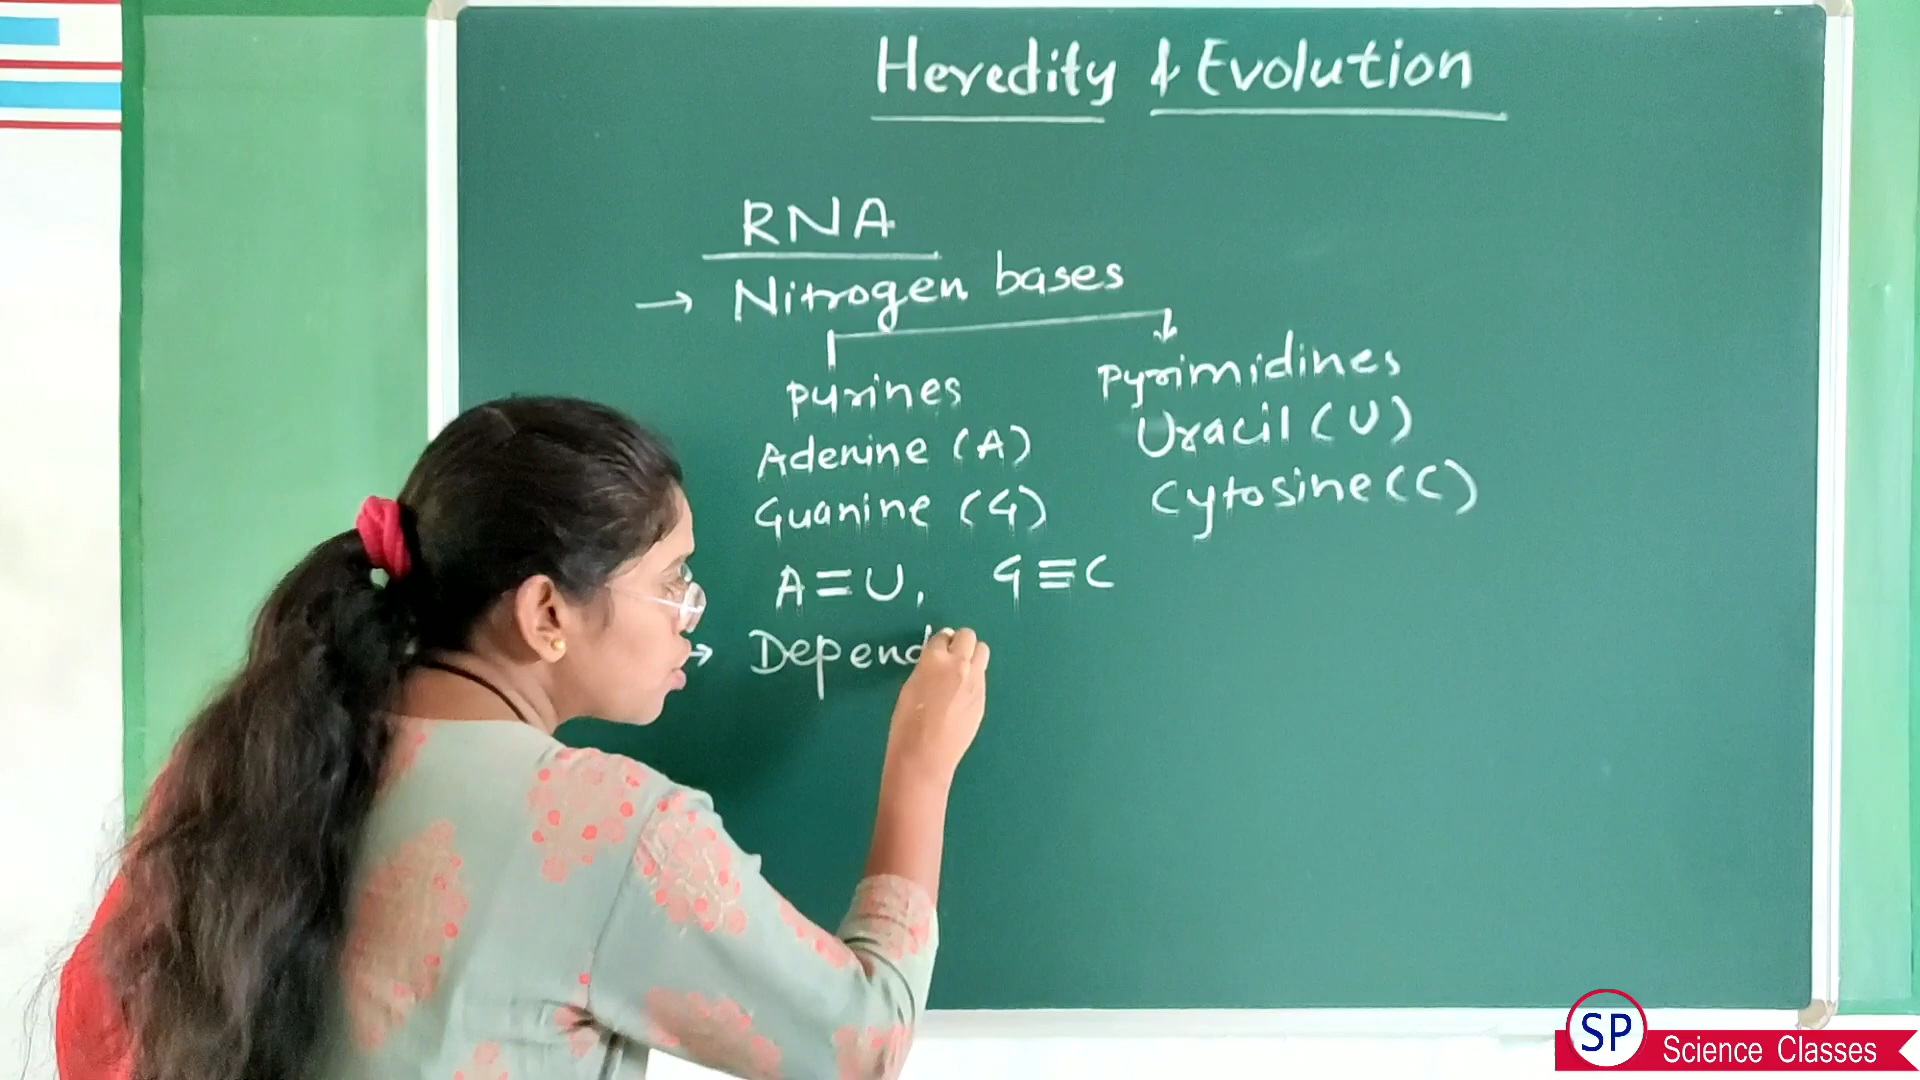 Heredity & Evolution
RNA
→ Nitrogen bases
Purines Pyrimidines
Adenine (A) Uracil (U)
Guanine (G) Cytosine (C)
A=U, G≡C
→ Depend
SP Science Classes